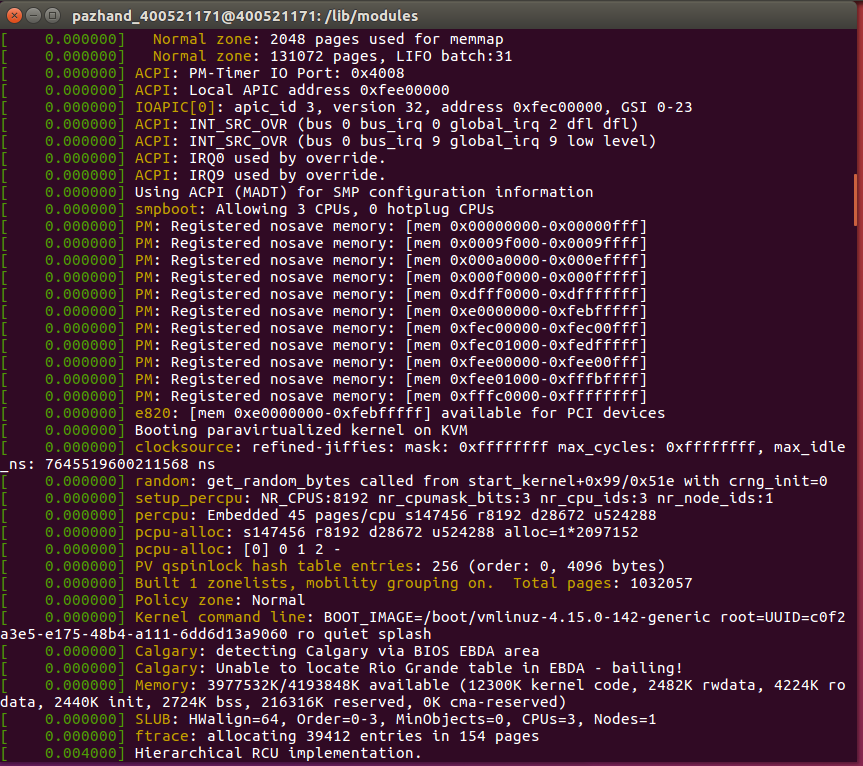 pazhand_400521171@400521171: /lib/modules
[    0.000000]   Normal zone: 2048 pages used for memmap
[    0.000000]   Normal zone: 131072 pages, LIFO batch:31
[    0.000000] ACPI: PM-Timer IO Port: 0x4008
[    0.000000] ACPI: Local APIC address 0xfee00000
[    0.000000] IOAPIC[0]: apic_id 3, version 32, address 0xfec00000, GSI 0-23
[    0.000000] ACPI: INT_SRC_OVR (bus 0 bus_irq 0 global_irq 2 dfl dfl)
[    0.000000] ACPI: INT_SRC_OVR (bus 0 bus_irq 9 global_irq 9 low level)
[    0.000000] ACPI: IRQ0 used by override.
[    0.000000] ACPI: IRQ9 used by override.
[    0.000000] Using ACPI (MADT) for SMP configuration information
[    0.000000] smpboot: Allowing 3 CPUs, 0 hotplug CPUs
[    0.000000] PM: Registered nosave memory: [mem 0x00000000-0x00000fff]
[    0.000000] PM: Registered nosave memory: [mem 0x0009f000-0x0009ffff]
[    0.000000] PM: Registered nosave memory: [mem 0x000a0000-0x000effff]
[    0.000000] PM: Registered nosave memory: [mem 0x000f0000-0x000fffff]
[    0.000000] PM: Registered nosave memory: [mem 0xdfff0000-0xdfffffff]
[    0.000000] PM: Registered nosave memory: [mem 0xe0000000-0xfebfffff]
[    0.000000] PM: Registered nosave memory: [mem 0xfec00000-0xfec00fff]
[    0.000000] PM: Registered nosave memory: [mem 0xfec01000-0xfedfffff]
[    0.000000] PM: Registered nosave memory: [mem 0xfee00000-0xfee00fff]
[    0.000000] PM: Registered nosave memory: [mem 0xfee01000-0xfffbffff]
[    0.000000] PM: Registered nosave memory: [mem 0xfffc0000-0xffffffff]
[    0.000000] e820: [mem 0xe0000000-0xfebfffff] available for PCI devices
[    0.000000] Booting paravirtualized kernel on KVM
[    0.000000] clocksource: refined-jiffies: mask: 0xffffffff max_cycles: 0xffffffff, max_idle
_ns: 7645519600211568 ns
[    0.000000] random: get_random_bytes called from start_kernel+0x99/0x51e with crng_init=0
[    0.000000] setup_percpu: NR_CPUS:8192 nr_cpumask_bits:3 nr_cpu_ids:3 nr_node_ids:1
[    0.000000] percpu: Embedded 45 pages/cpu s147456 r8192 d28672 u524288
[    0.000000] pcpu-alloc: s147456 r8192 d28672 u524288 alloc=1*2097152
[    0.000000] pcpu-alloc: [0] 0 1 2 -
[    0.000000] PV qspinlock hash table entries: 256 (order: 0, 4096 bytes)
[    0.000000] Built 1 zonelists, mobility grouping on.  Total pages: 1032057
[    0.000000] Policy zone: Normal
[    0.000000] Kernel command line: BOOT_IMAGE=/boot/vmlinuz-4.15.0-142-generic root=UUID=c0f2
a3e5-e175-48b4-a111-6dd6d13a9060 ro quiet splash
[    0.000000] Calgary: detecting Calgary via BIOS EBDA area
[    0.000000] Calgary: Unable to locate Rio Grande table in EBDA - bailing!
[    0.000000] Memory: 3977532K/4193848K available (12300K kernel code, 2482K rwdata, 4224K ro
data, 2440K init, 2724K bss, 216316K reserved, 0K cma-reserved)
[    0.000000] SLUB: HWalign=64, Order=0-3, MinObjects=0, CPUs=3, Nodes=1
[    0.000000] ftrace: allocating 39412 entries in 154 pages
[    0.004000] Hierarchical RCU implementation.